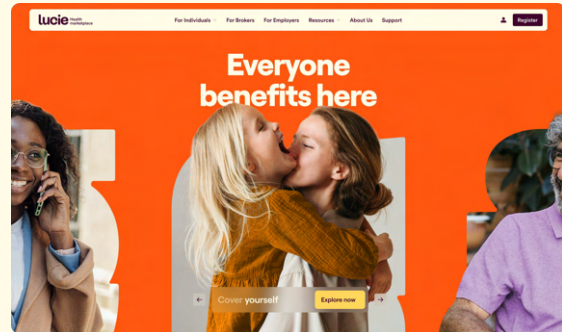 lucie Health marketplace
For Individuals For Brokers For Employers Resources About Us Support
Register
Everyone
benefits here
Cover yourself
Explore now